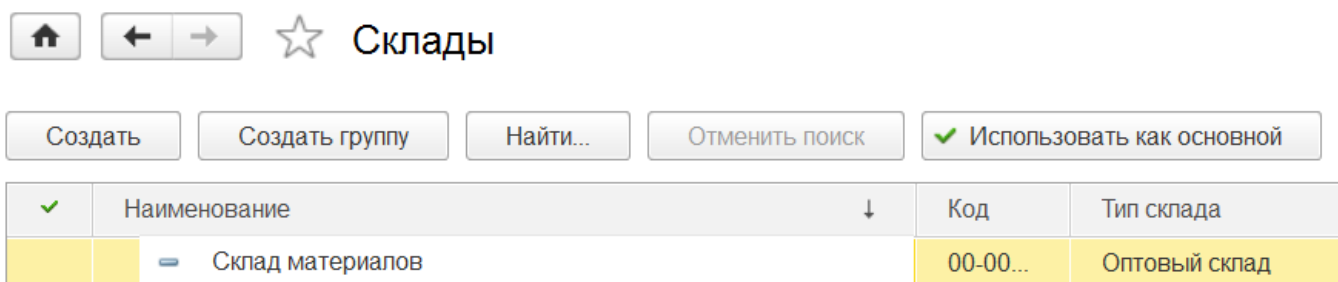 Склады
Создать Создать группу Найти... Отменить поиск Использовать как основной
Наименование ↓ Код Тип склада
Склад материалов 00-00... Оптовый склад